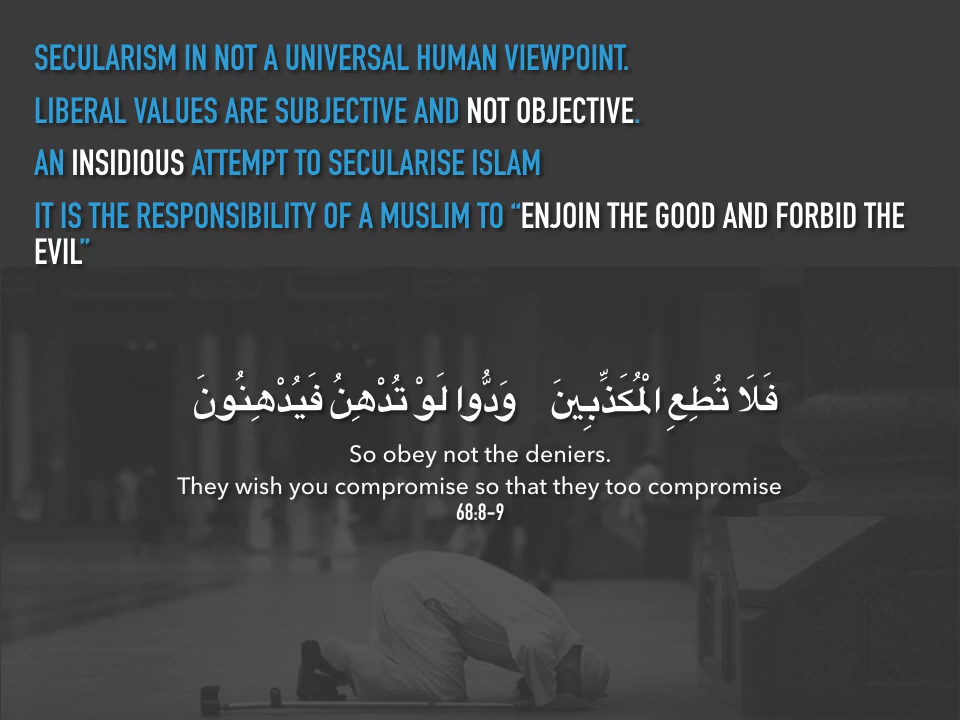 SECULARISM IN NOT A UNIVERSAL HUMAN VIEWPOINT.
LIBERAL VALUES ARE SUBJECTIVE AND NOT OBJECTIVE.
AN INSIDIOUS ATTEMPT TO SECULARISE ISLAM
IT IS THE RESPONSIBILITY OF A MUSLIM TO “ENJOIN THE GOOD AND FORBID THE
EVIL”
فَلَا تُطِعِ الْمُكَذِّبِينَ وَدُّوا لَوْ تُدْهِنُ فَيُدْهِنُونَ
So obey not the deniers.
They wish you compromise so that they too compromise
68:8-9